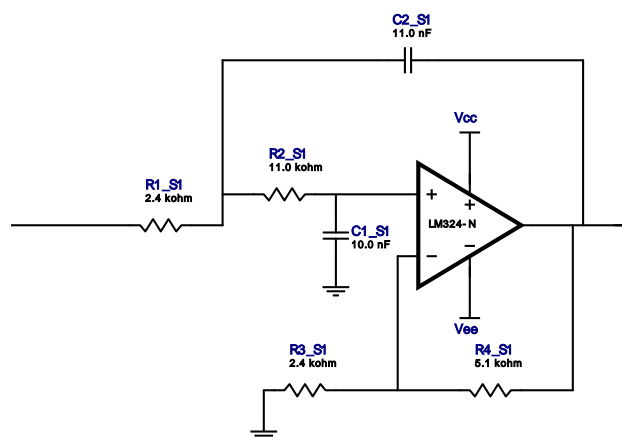 C2_S1
11.0 nF
Vcc
R2_S1
11.0 kohm
R1_S1
2.4 kohm
+
+
LM324-N
C1_S1
10.0 nF
−
−
Vee
R3_S1
2.4 kohm
R4_S1
5.1 kohm